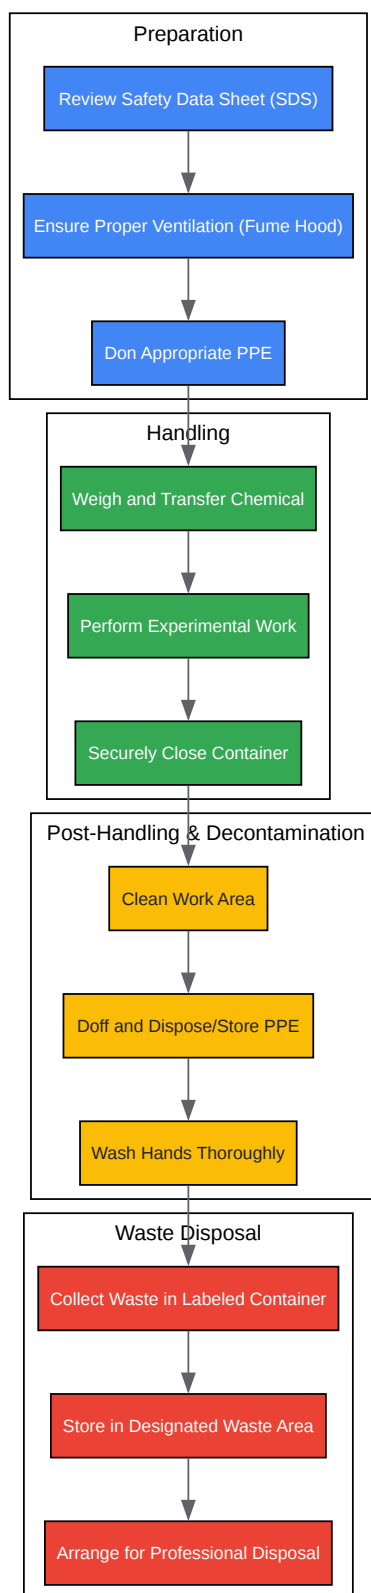 Preparation
Review Safety Data Sheet (SDS)
Ensure Proper Ventilation (Fume Hood)
Don Appropriate PPE
Handling
Weigh and Transfer Chemical
Perform Experimental Work
Securely Close Container
Post-Handling & Decontamination
Clean Work Area
Doff and Dispose/Store PPE
Wash Hands Thoroughly
Waste Disposal
Collect Waste in Labeled Container
Store in Designated Waste Area
Arrange for Professional Disposal